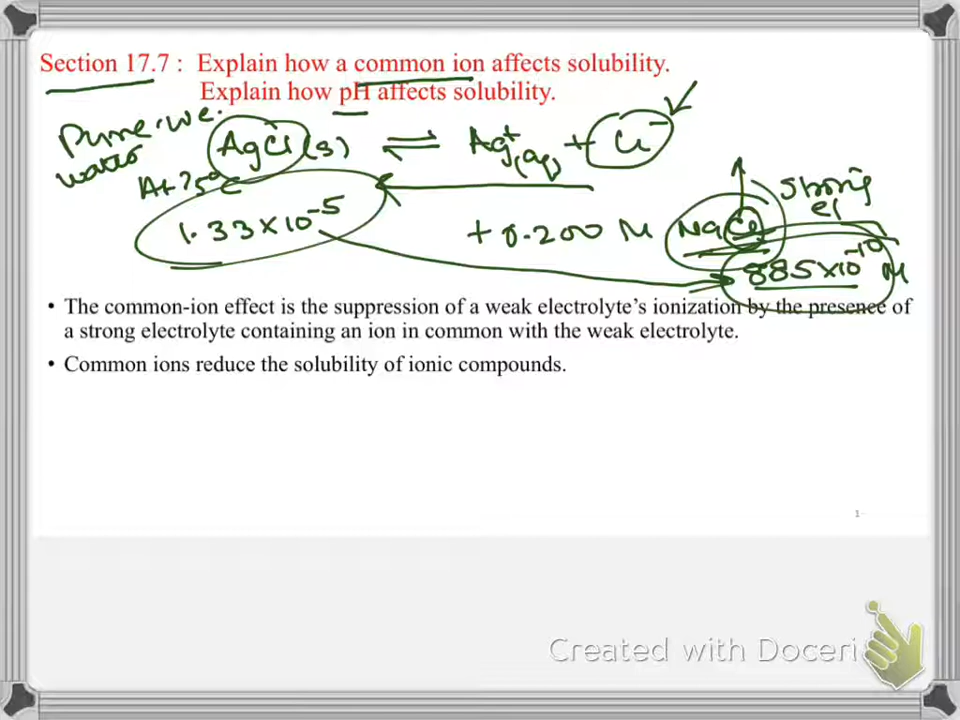 Section 17.7 : Explain how a common ion affects solubility.
Explain how pH affects solubility.
Pure we.
water
AgCl(s) ⇌ Ag⁺(aq) + Cl⁻
At 25°C
Strong
el
1.33×10⁻⁵
+ 0.200 M NaCl
885×10⁻¹⁰ M
• The common-ion effect is the suppression of a weak electrolyte’s ionization by the presence of
a strong electrolyte containing an ion in common with the weak electrolyte.
• Common ions reduce the solubility of ionic compounds.
1
Created with Doceri